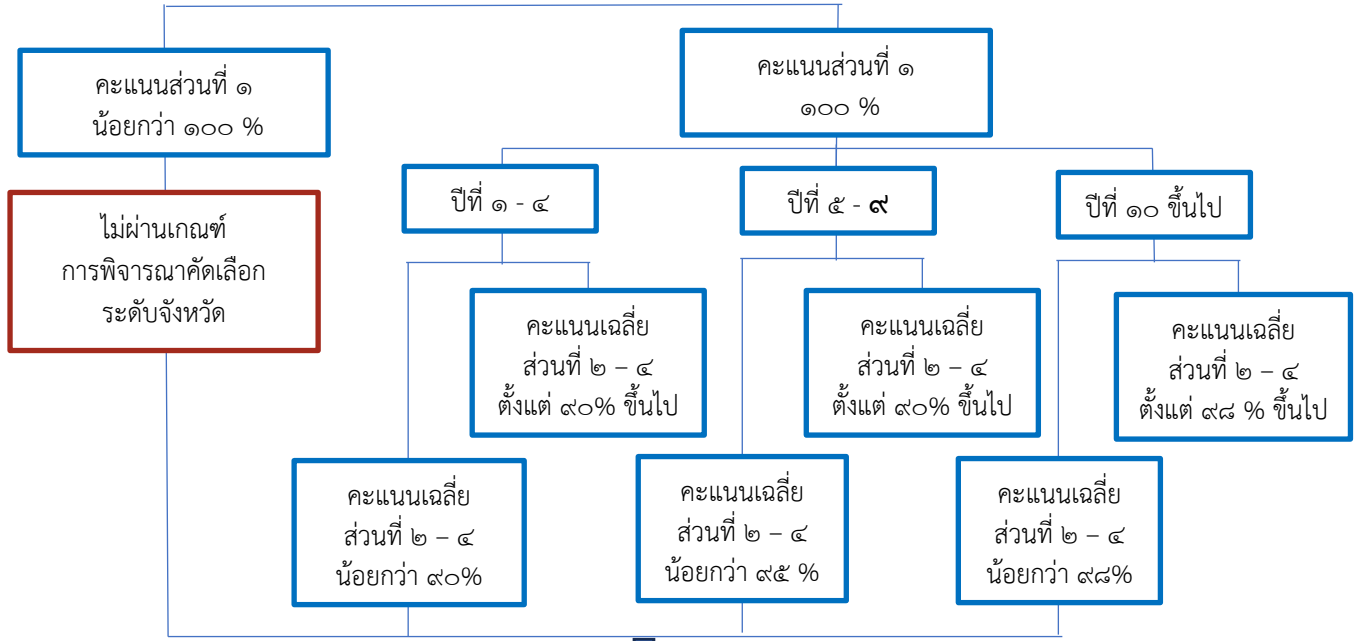 คะแนนส่วนที่ ๑
น้อยกว่า ๑๐๐ %
คะแนนส่วนที่ ๑
๑๐๐ %
ไม่ผ่านเกณฑ์
การพิจารณาคัดเลือก
ระดับจังหวัด
ปีที่ ๑ - ๔
ปีที่ ๕ - ๙
ปีที่ ๑๐ ขึ้นไป
คะแนนเฉลี่ย
ส่วนที่ ๒ – ๔
ตั้งแต่ ๙๐% ขึ้นไป
คะแนนเฉลี่ย
ส่วนที่ ๒ – ๔
ตั้งแต่ ๙๐% ขึ้นไป
คะแนนเฉลี่ย
ส่วนที่ ๒ – ๔
ตั้งแต่ ๙๘ % ขึ้นไป
คะแนนเฉลี่ย
ส่วนที่ ๒ – ๔
น้อยกว่า ๙๐%
คะแนนเฉลี่ย
ส่วนที่ ๒ – ๔
น้อยกว่า ๙๕ %
คะแนนเฉลี่ย
ส่วนที่ ๒ – ๔
น้อยกว่า ๙๘%